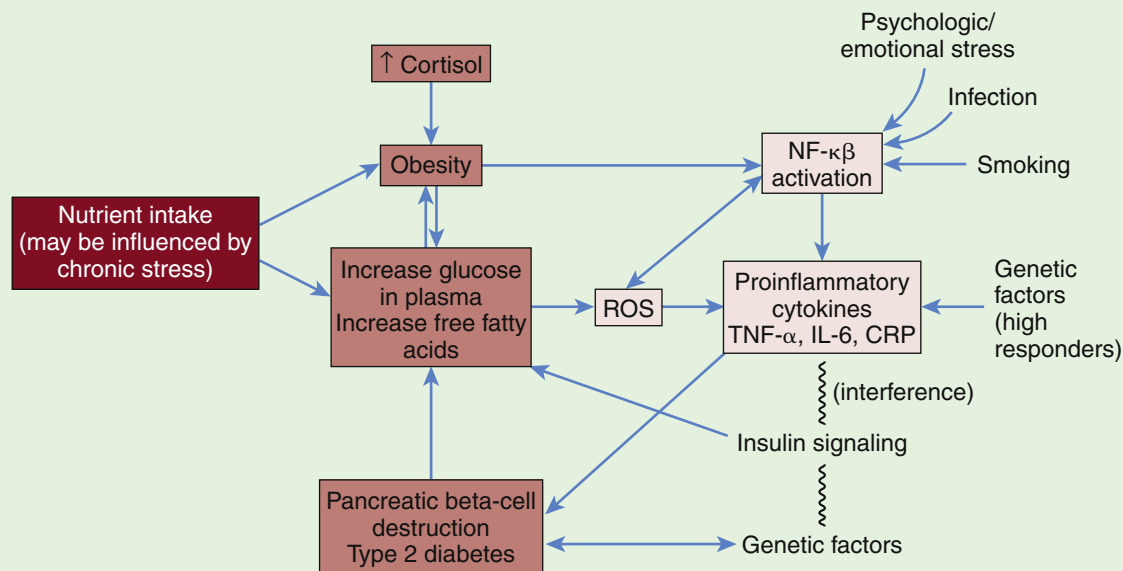 Psychologic/
emotional stress
↑ Cortisol
Infection
Obesity
NF-κβ
activation
Smoking
Nutrient intake
(may be influenced by
chronic stress)
Increase glucose
in plasma
Increase free fatty
acids
ROS
Proinflammatory
cytokines
TNF-α, IL-6, CRP
Genetic
factors
(high
responders)
(interference)
Insulin signaling
Pancreatic beta-cell
destruction
Type 2 diabetes
Genetic factors